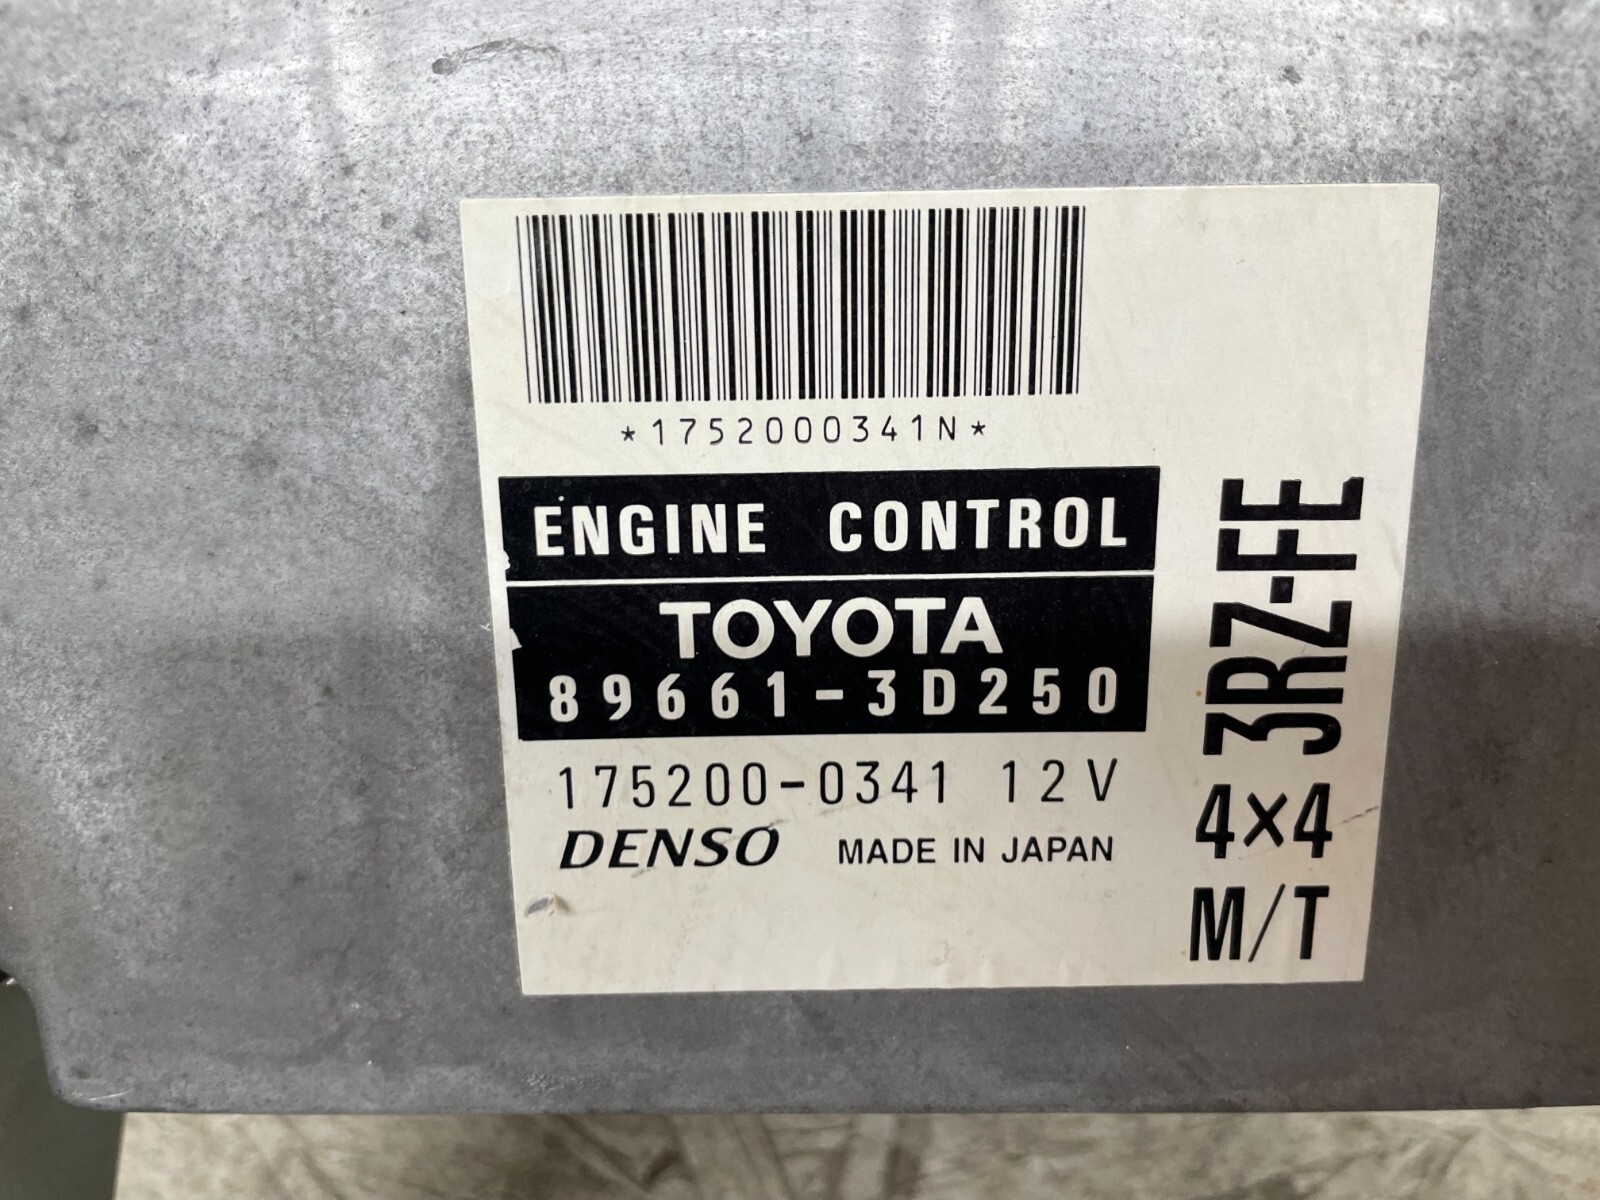 *1752000341N*
ENGINE CONTROL
TOYOTA
89661-3D250
175200-0341 12V
DENSO MADE IN JAPAN
3RZ-FE
4×4
M/T